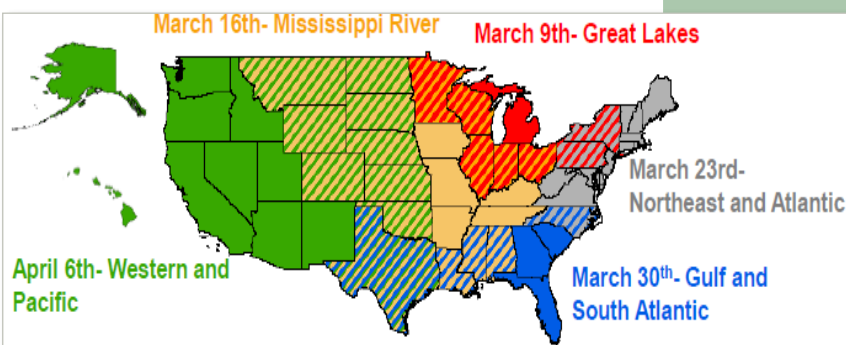 March 16th- Mississippi River
March 9th- Great Lakes
March 23rd-
Northeast and Atlantic
April 6th- Western and
Pacific
March 30th- Gulf and
South Atlantic